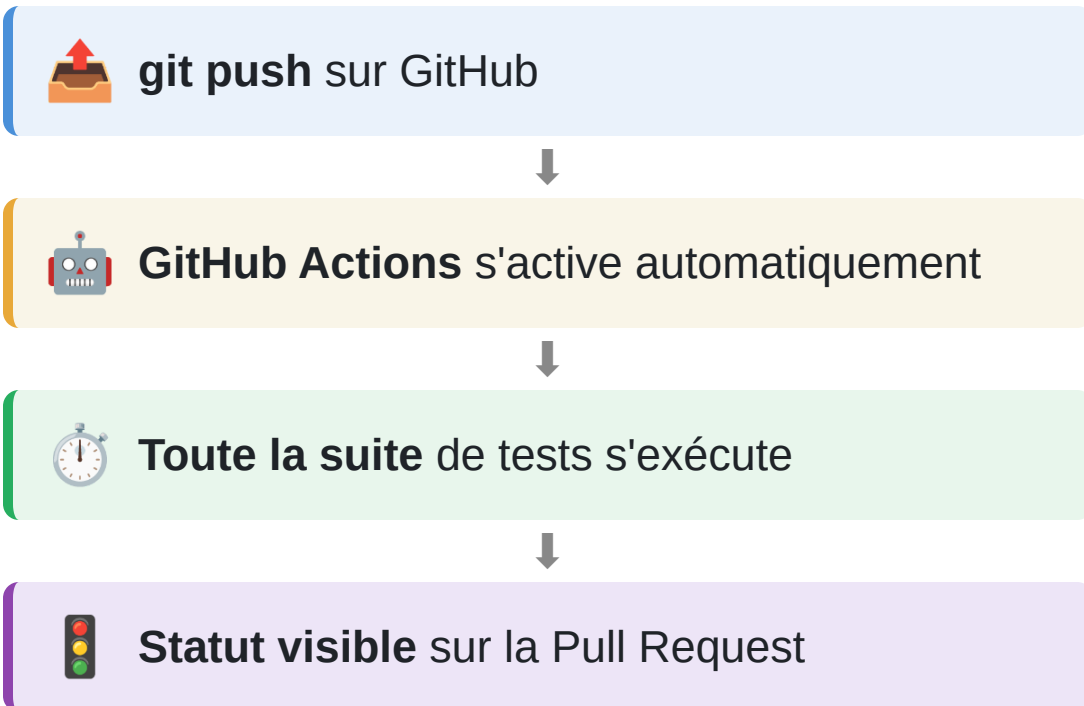 git push sur GitHub
GitHub Actions s'active automatiquement
Toute la suite de tests s'exécute
Statut visible sur la Pull Request